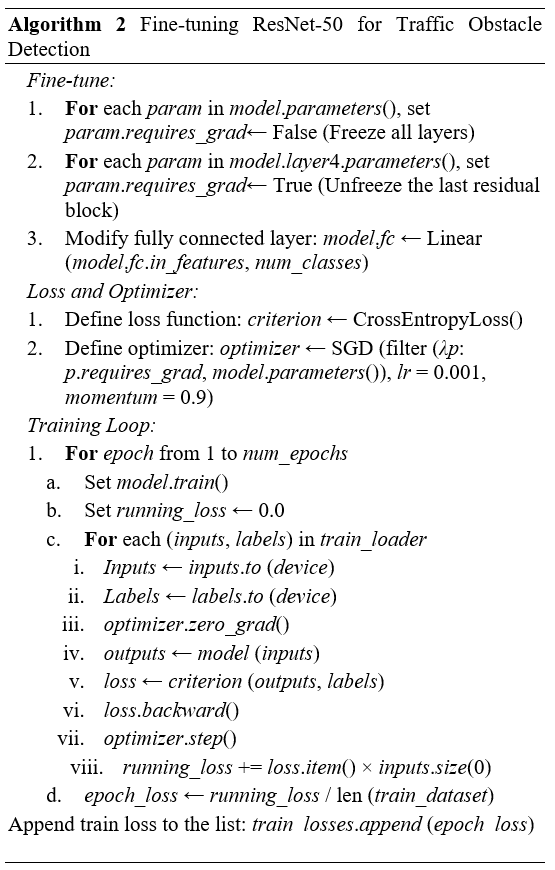 Algorithm 2 Fine-tuning ResNet-50 for Traffic Obstacle
Detection
Fine-tune:
1. For each param in model.parameters(), set
param.requires_grad← False (Freeze all layers)
2. For each param in model.layer4.parameters(), set
param.requires_grad← True (Unfreeze the last residual
block)
3. Modify fully connected layer: model.fc ← Linear
(model.fc.in_features, num_classes)
Loss and Optimizer:
1. Define loss function: criterion ← CrossEntropyLoss()
2. Define optimizer: optimizer ← SGD (filter (λp:
p.requires_grad, model.parameters()), lr = 0.001,
momentum = 0.9)
Training Loop:
1. For epoch from 1 to num_epochs
a. Set model.train()
b. Set running_loss ← 0.0
c. For each (inputs, labels) in train_loader
i. Inputs ← inputs.to (device)
ii. Labels ← labels.to (device)
iii. optimizer.zero_grad()
iv. outputs ← model (inputs)
v. loss ← criterion (outputs, labels)
vi. loss.backward()
vii. optimizer.step()
viii. running_loss += loss.item() × inputs.size(0)
d. epoch_loss ← running_loss / len (train_dataset)
Append train loss to the list: train losses.append (epoch loss)